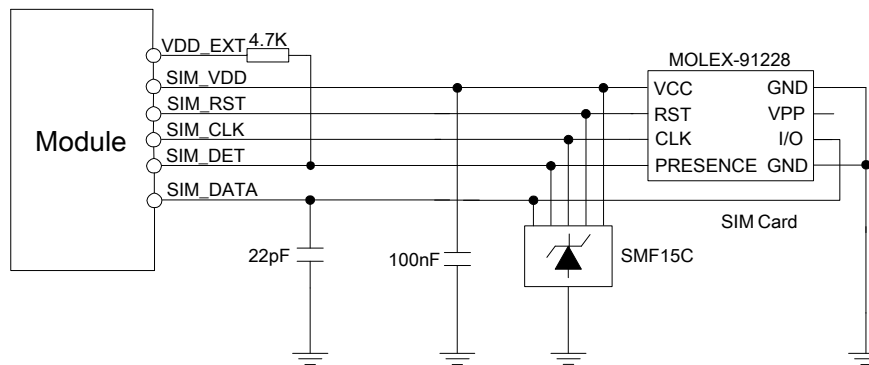 VDD_EXT 4.7K
SIM_VDD
MOLEX-91228
VCC GND
SIM_RST
RST VPP
Module
SIM_CLK
CLK I/O
SIM_DET
PRESENCE GND
SIM_DATA
SIM Card
22pF
100nF
SMF15C